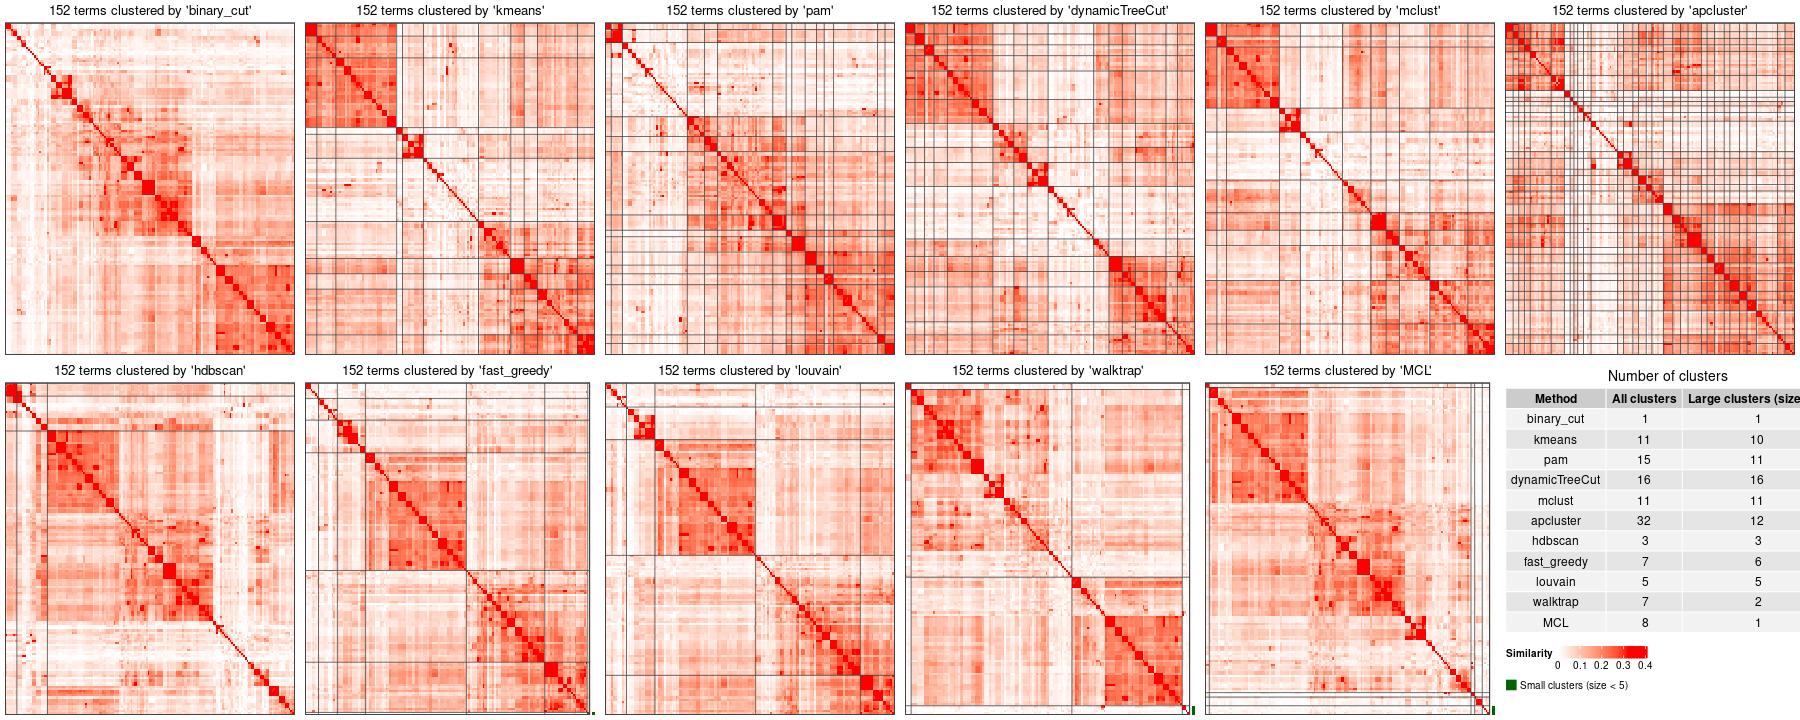 152 terms clustered by 'binary_cut'
152 terms clustered by 'kmeans'
152 terms clustered by 'pam'
152 terms clustered by 'dynamicTreeCut'
152 terms clustered by 'mclust'
152 terms clustered by 'apcluster'
152 terms clustered by 'hdbscan'
152 terms clustered by 'fast_greedy'
152 terms clustered by 'louvain'
152 terms clustered by 'walktrap'
152 terms clustered by 'MCL'
Number of clusters
Method All clusters Large clusters (size
binary_cut 1 1
kmeans 11 10
pam 15 11
dynamicTreeCut 16 16
mclust 11 11
apcluster 32 12
hdbscan 3 3
fast_greedy 7 6
louvain 5 5
walktrap 7 2
MCL 8 1
Similarity
0 0.1 0.2 0.3 0.4
Small clusters (size < 5)